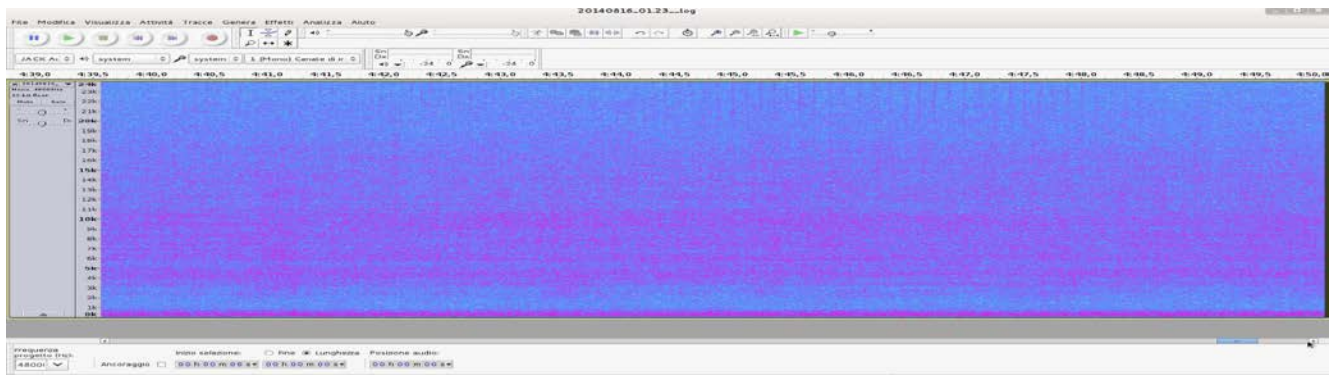 20140816_01.23__log
File Modifica Visualizza Attività Tracce Genera Effetti Analizza Aiuto
JACK Au system system 1 (Mono) Canale di ir
-24 0 -24 0
4:39,0 4:39,5 4:40,0 4:40,5 4:41,0 4:41,5 4:42,0 4:42,5 4:43,0 4:43,5 4:44,0 4:44,5 4:45,0 4:45,5 4:46,0 4:46,5 4:47,0 4:47,5 4:48,0 4:48,5 4:49,0 4:49,5 4:50,0
24k
23k
22k
21k
20k
19k
18k
17k
16k
15k
14k
13k
12k
11k
10k
9k
8k
7k
6k
5k
4k
3k
2k
1k
0k
Frequenza
progetto (Hz):
Inizio selezione: Fine Lunghezza Posizione audio:
48000 Ancoraggio 00 h 00 m 00 s 00 h 00 m 00 s 00 h 00 m 00 s